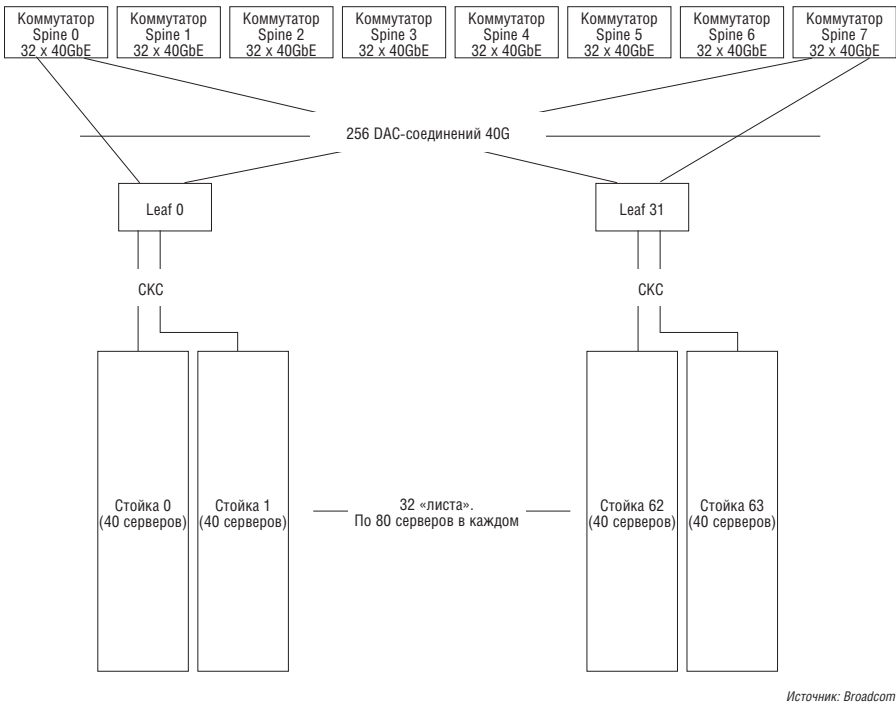 Коммутатор
Spine 0
32 x 40GbE
Коммутатор
Spine 1
32 x 40GbE
Коммутатор
Spine 2
32 x 40GbE
Коммутатор
Spine 3
32 x 40GbE
Коммутатор
Spine 4
32 x 40GbE
Коммутатор
Spine 5
32 x 40GbE
Коммутатор
Spine 6
32 x 40GbE
Коммутатор
Spine 7
32 x 40GbE
256 DAC-соединений 40G
Leaf 0
Leaf 31
СКС
СКС
Стойка 0
(40 серверов)
Стойка 1
(40 серверов)
32 «листа».
По 80 серверов в каждом
Стойка 62
(40 серверов)
Стойка 63
(40 серверов)
Источник: Broadcom